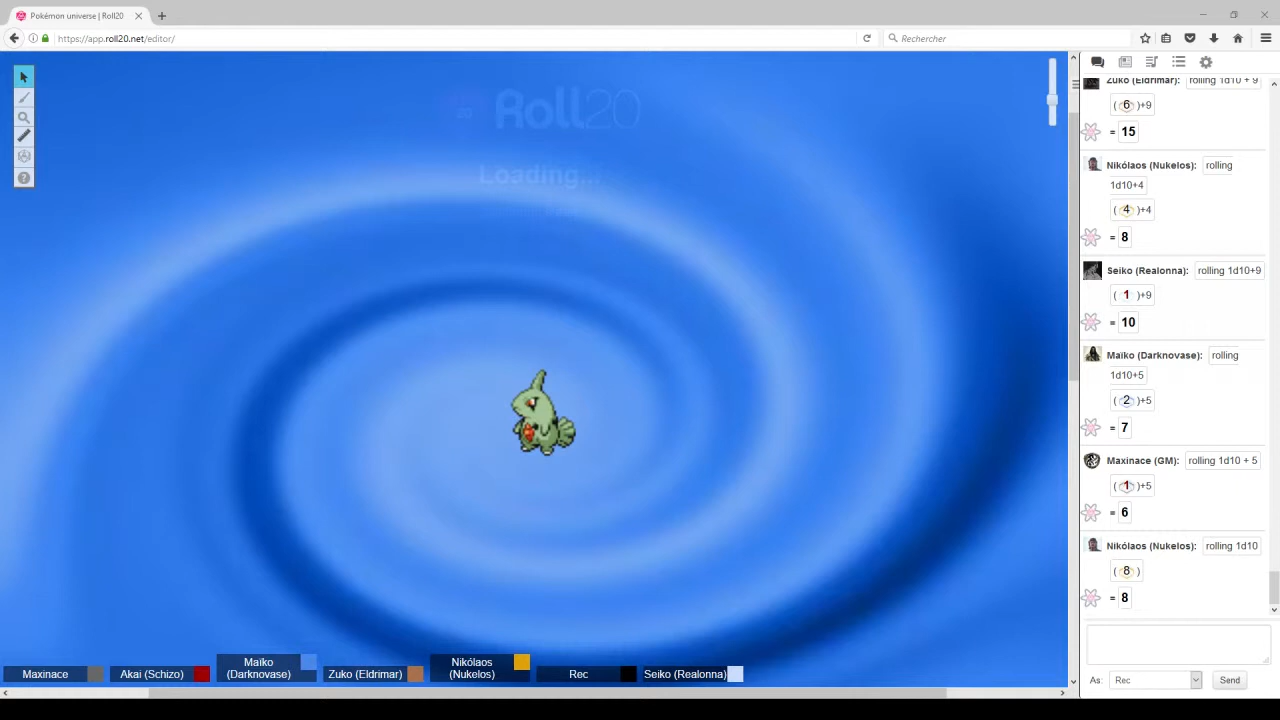 Pokémon universe | Roll20
https://app.roll20.net/editor/
Rechercher
Roll20
Loading...
Zuko (Eldrimar): rolling 1d10 + 9
(6)+9
= 15
Nikólaos (Nukelos): rolling
1d10+4
(4)+4
= 8
Seiko (Realonna): rolling 1d10+9
(1)+9
= 10
Maïko (Darknovase): rolling
1d10+5
(2)+5
= 7
Maxinace (GM): rolling 1d10 + 5
(1)+5
= 6
Nikólaos (Nukelos): rolling 1d10
(8)
= 8
Maxinace
Akai (Schizo)
Maïko
(Darknovase)
Zuko (Eldrimar)
Nikólaos
(Nukelos)
Rec
Seiko (Realonna)
As: Rec Send